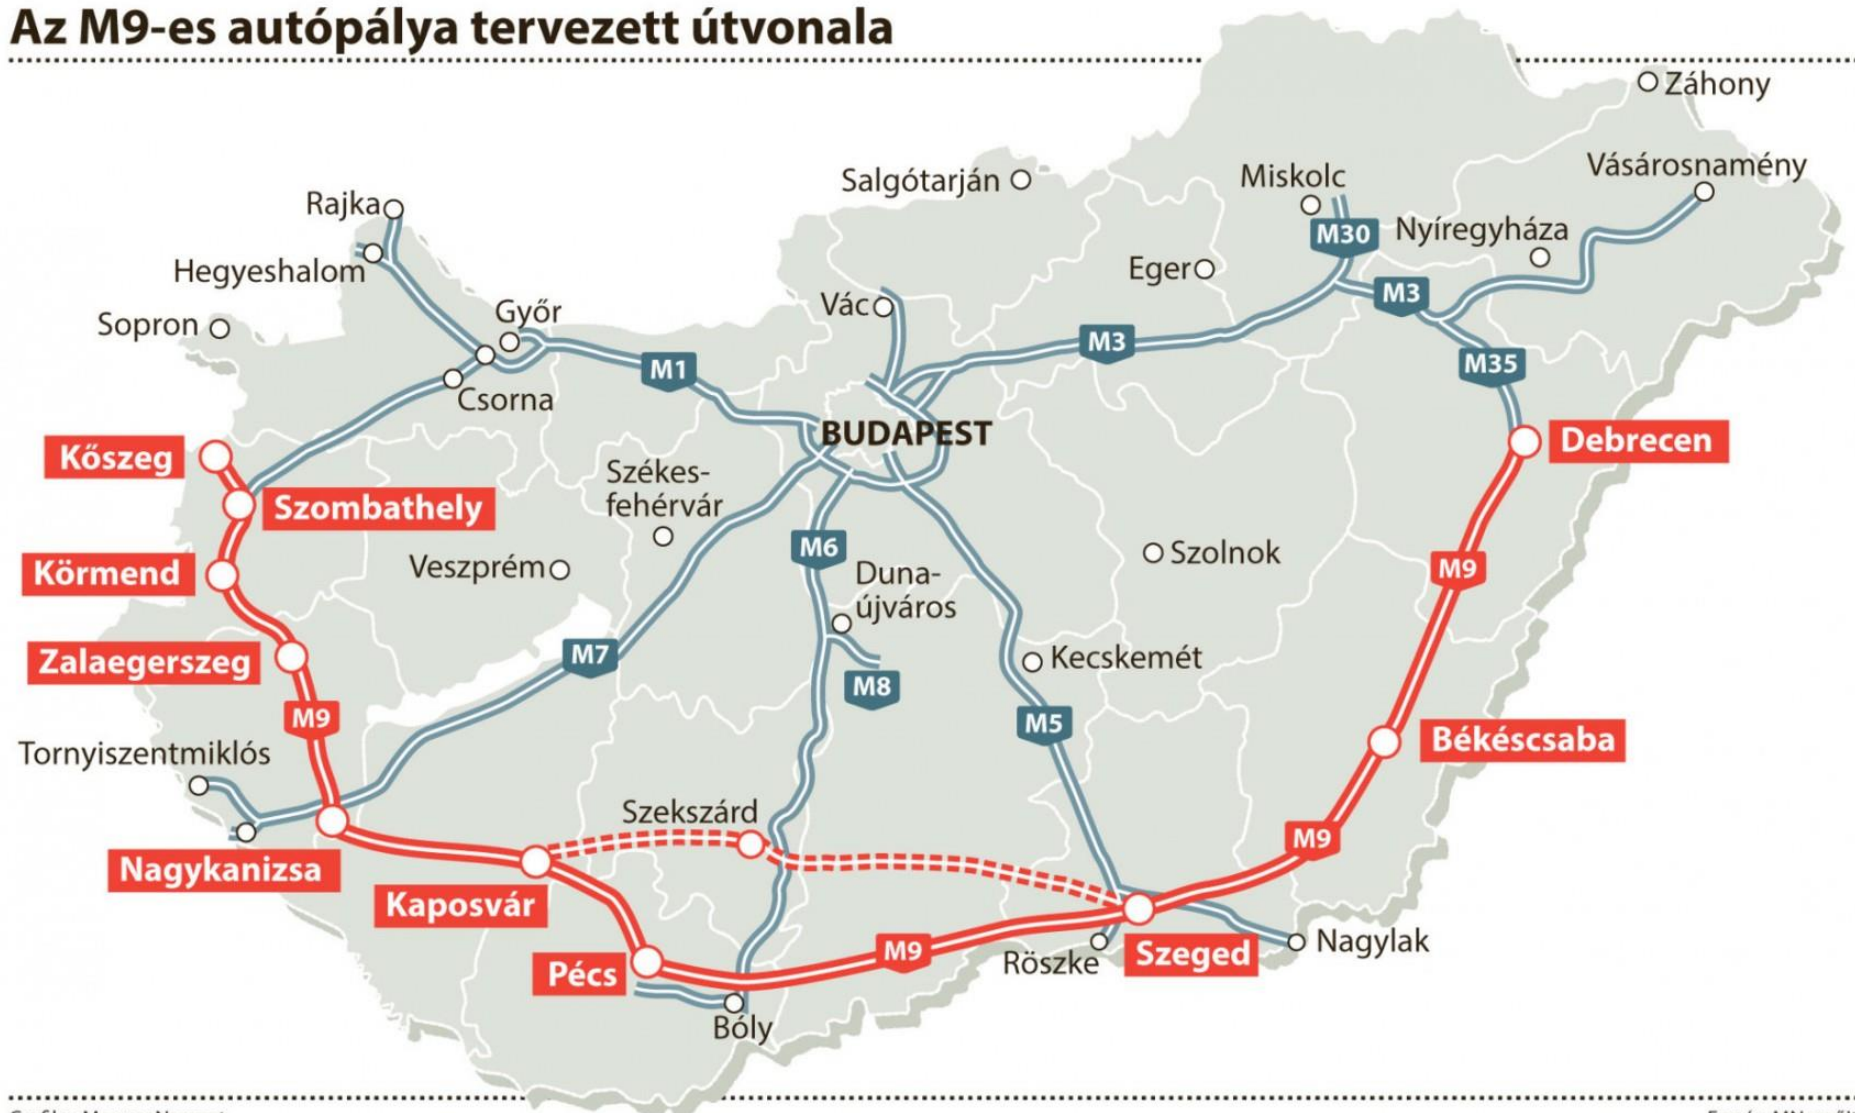 Az M9-es autópálya tervezett útvonala
Záhony
Vásárosnamény
Salgótarján
Miskolc
Rajka
M30
Nyíregyháza
Hegyeshalom
Eger
M3
Vác
Győr
Sopron
M3
M1
M35
Csorna
BUDAPEST
Debrecen
Kőszeg
Székes-
fehérvár
Szombathely
M6
Szolnok
Veszprém
M9
Körmend
Duna-
újváros
M7
Kecskemét
Zalaegerszeg
M8
M9
M5
Békéscsaba
Tornyiszentmiklós
Szekszárd
M9
Nagykanizsa
Kaposvár
Nagylak
M9
Szeged
Röszke
Pécs
Bóly